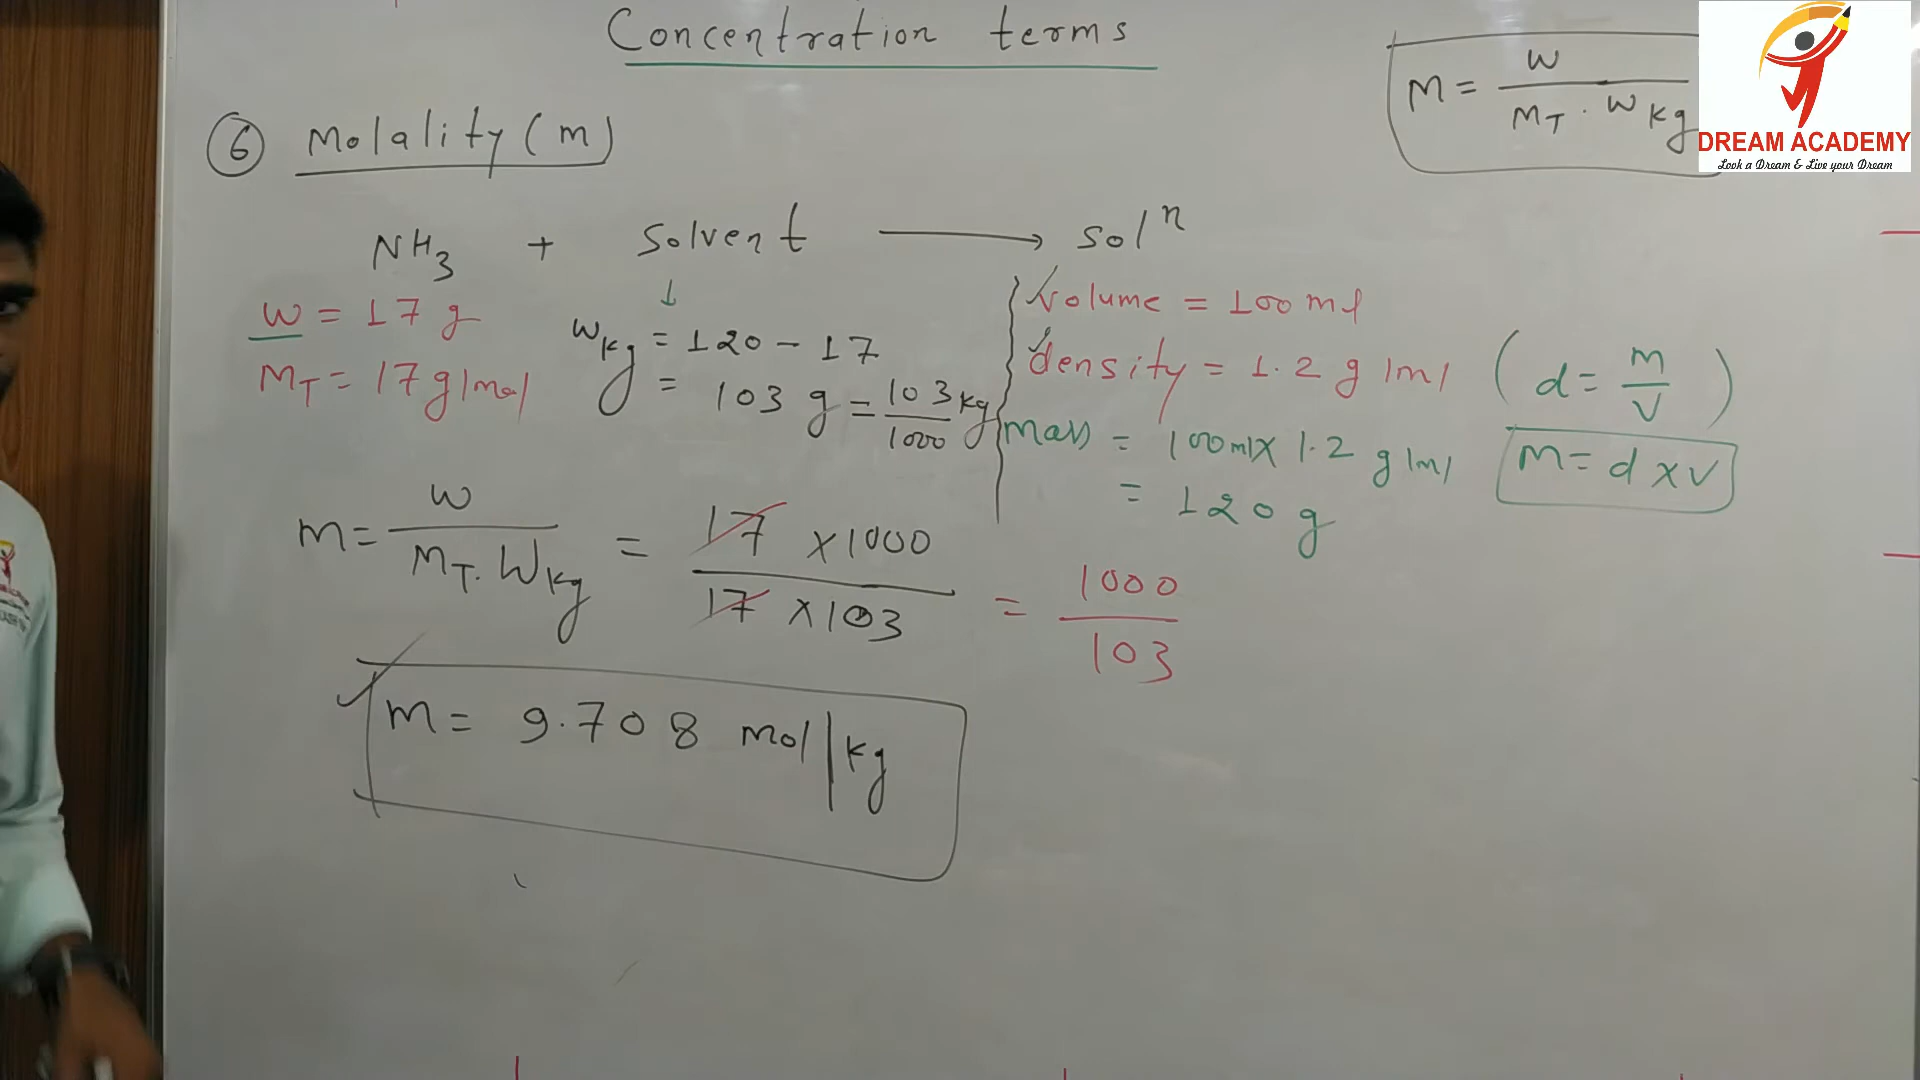 Concentration terms
M = w / MT . WKg
DREAM ACADEMY
Look a Dream & Live your Dream
⑥ Molality (m)
NH3 + Solvent ⟶ solⁿ
↓
w = 17 g
MT = 17 g/mol
WKg = 120 - 17
= 103 g = 103/1000 kg
✓volume = 100 ml
✓density = 1.2 g/ml
( d = m/v )
mass = 100ml x 1.2 g/ml
= 120 g
m = d x v
m = w / MT. WKg = 17 x 1000 / 17 x 103 = 1000 / 103
m = 9.708 mol/kg